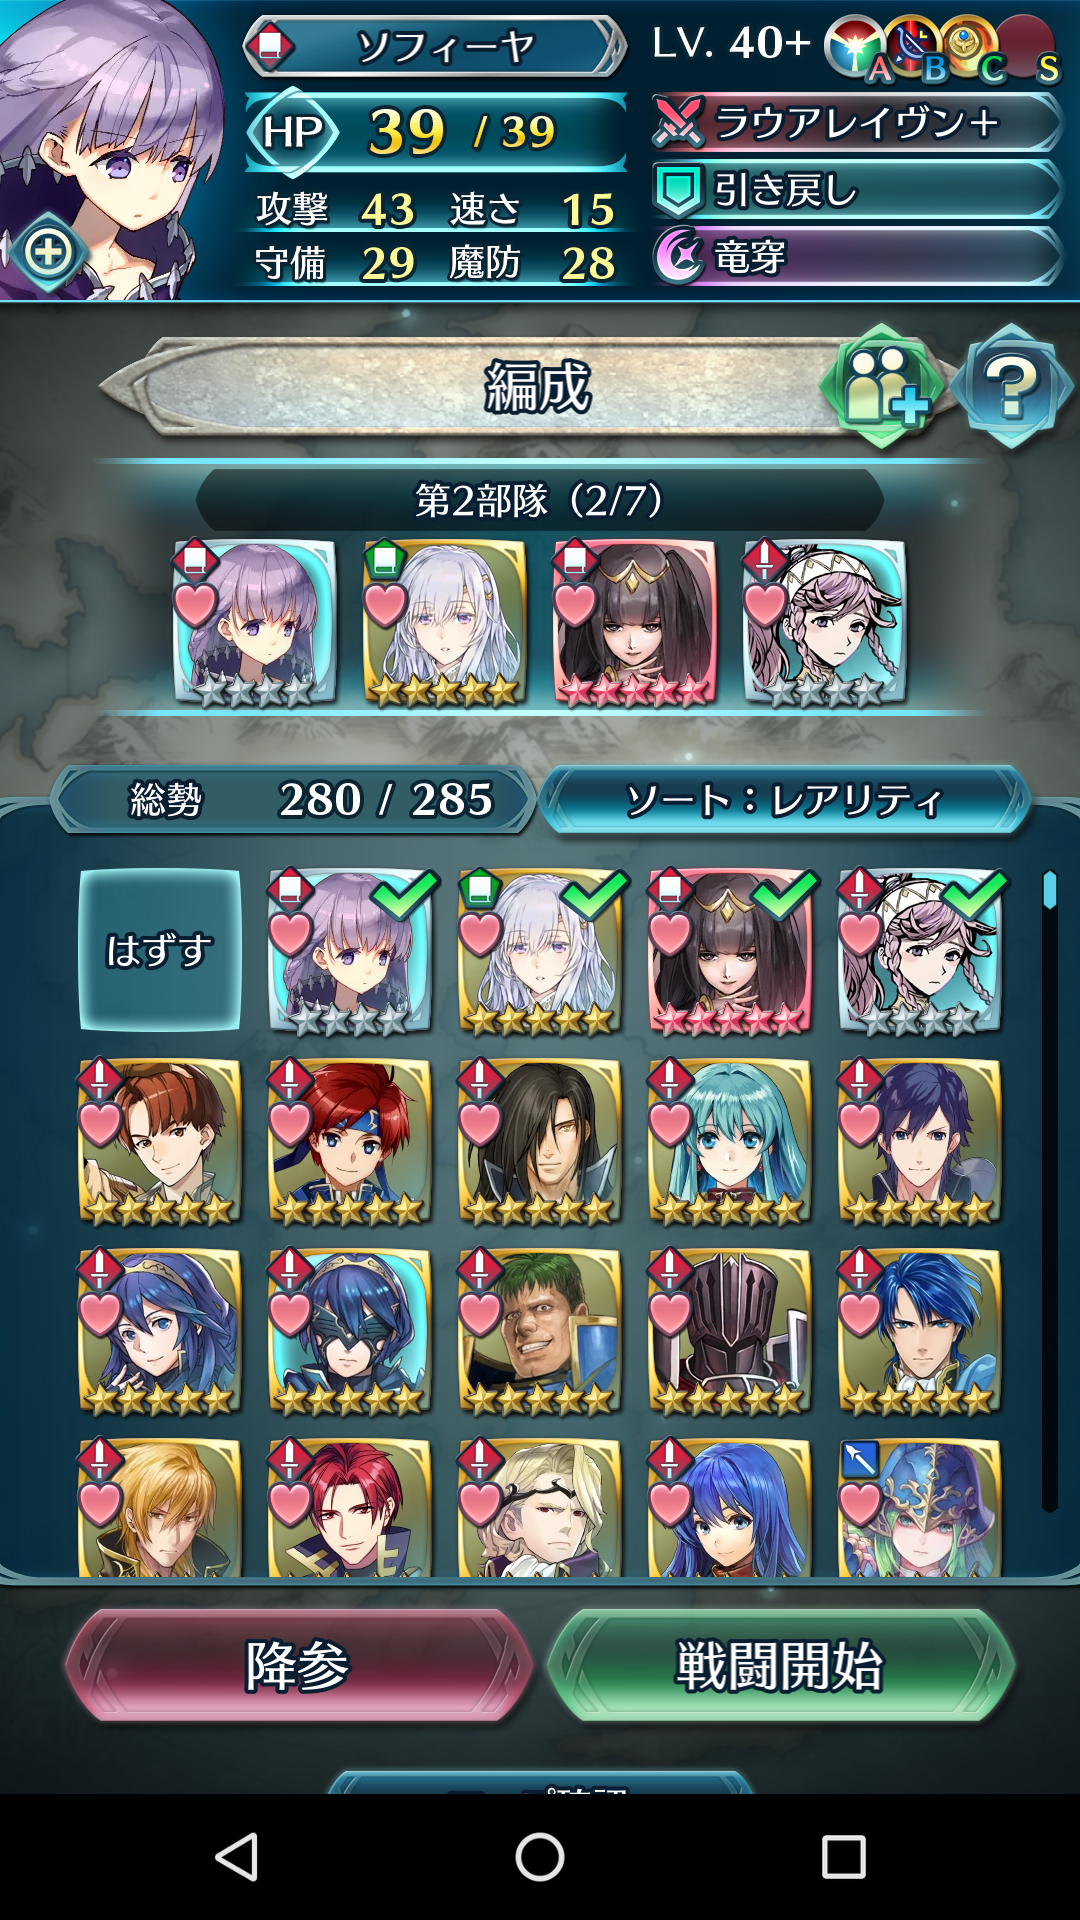 ソフィーヤ
LV. 40+
A B C S
HP 39 / 39
ラウアレイヴン+
攻撃 43 速さ 15
引き戻し
守備 29 魔防 28
竜穿
編成
?
第2部隊（2/7）
総勢 280 / 285
ソート：レアリティ
はずす
降参
戦闘開始